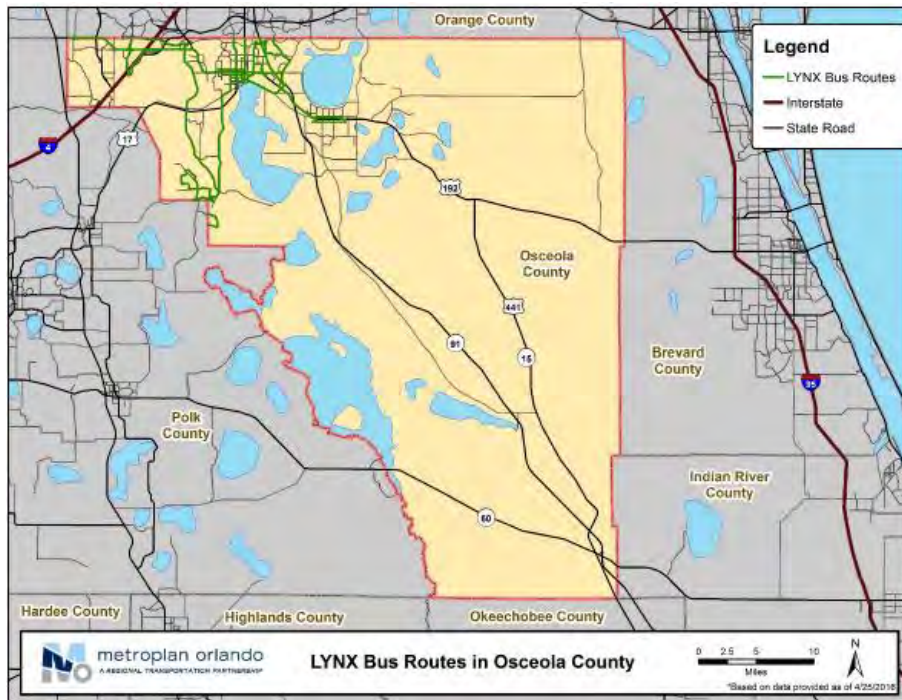 Orange County
Legend
LYNX Bus Routes
Interstate
State Road
4
17
192
Osceola
County
441
91
15
Brevard
County
95
Polk
County
Indian River
County
60
Hardee County
Highlands County
Okeechobee County
metroplan orlando
A REGIONAL TRANSPORTATION PARTNERSHIP
LYNX Bus Routes in Osceola County
0 2.5 5 10
Miles
N
*Based on data provided as of 4/25/2016